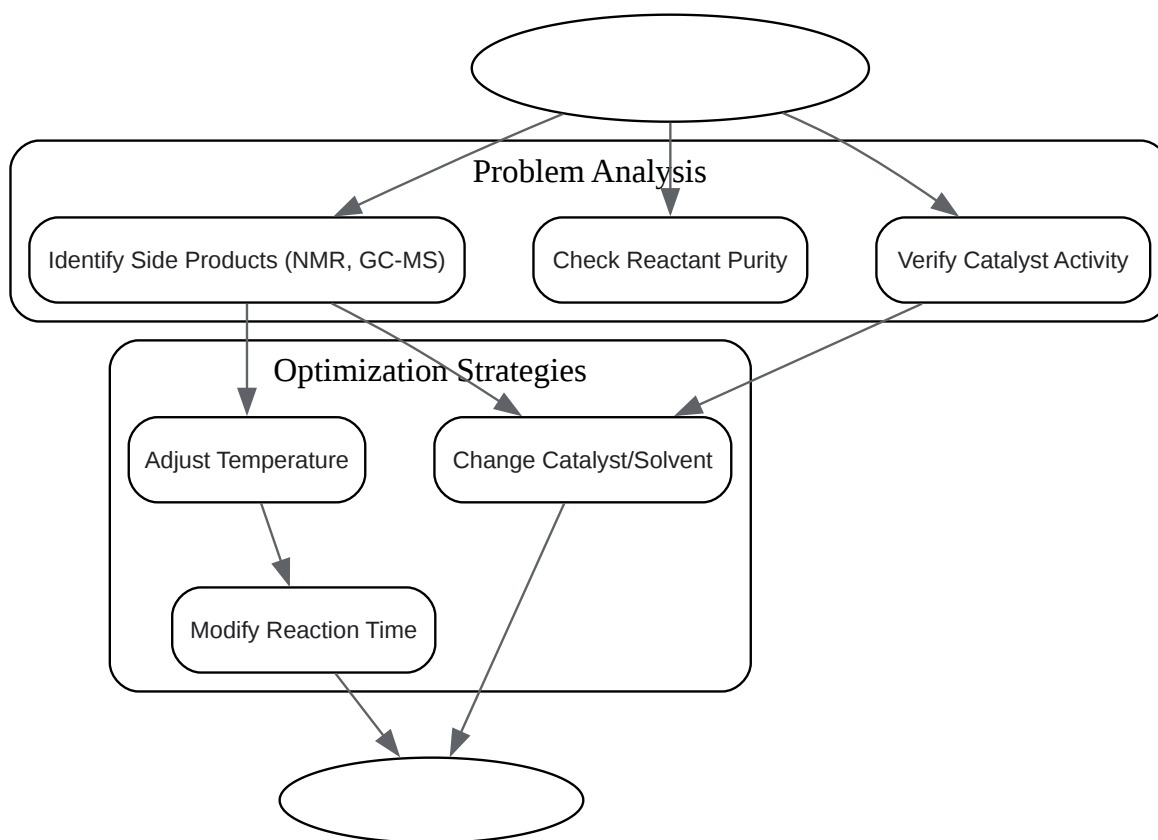 Problem Analysis
Identify Side Products (NMR, GC-MS)
Check Reactant Purity
Verify Catalyst Activity
Optimization Strategies
Adjust Temperature
Change Catalyst/Solvent
Modify Reaction Time